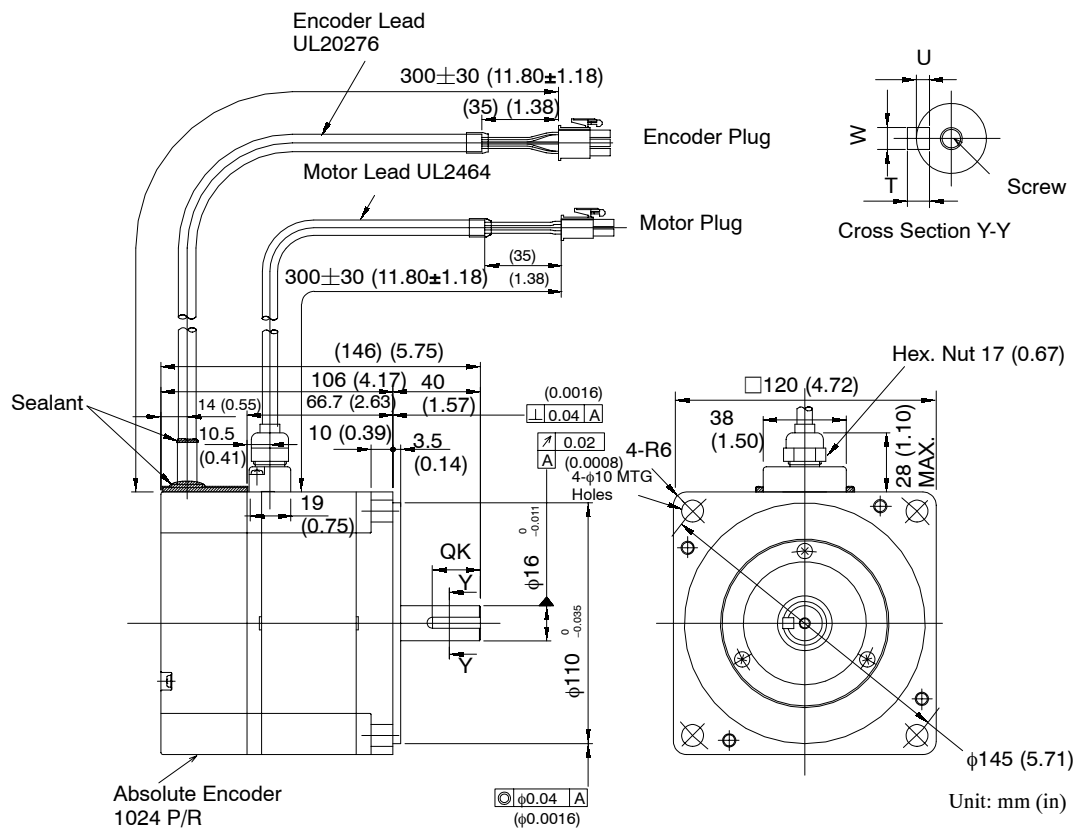 Encoder Lead
UL20276
300±30 (11.80±1.18)
(35) (1.38)
Encoder Plug
Motor Lead UL2464
Motor Plug
(35)
(1.38)
300±30 (11.80±1.18)
U
W
T
Screw
Cross Section Y-Y
(146) (5.75)
106 (4.17)
40
(1.57)
66.7 (2.63)
14 (0.55)
Sealant
10.5
(0.41)
10 (0.39)
3.5
(0.14)
19
(0.75)
(0.0016)
⊥ 0.04 A
↗ 0.02
A
(0.0008)
QK
Y
Y
φ16 0 -0.011
φ110 0 -0.035
◎ φ0.04 A
(φ0.0016)
Absolute Encoder
1024 P/R
Hex. Nut 17 (0.67)
□120 (4.72)
38
(1.50)
28 (1.10)
MAX.
4-R6
4-φ10 MTG
Holes
φ145 (5.71)
Unit: mm (in)